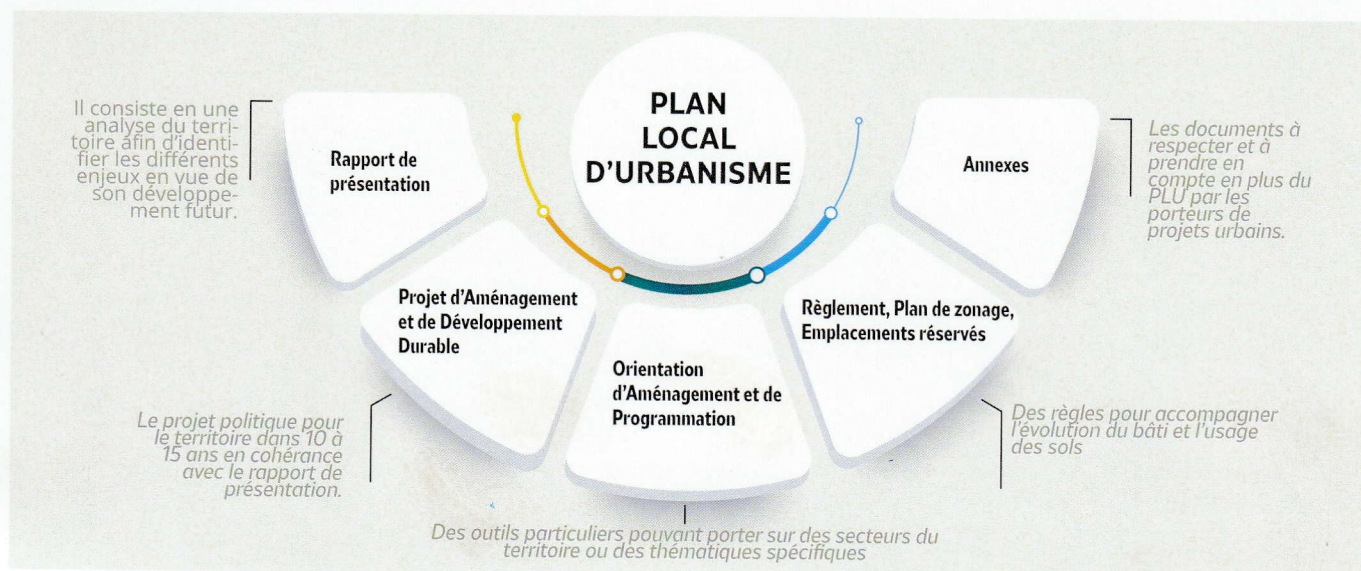 PLAN
LOCAL
D'URBANISME
Il consiste en une
analyse du terri-
toire afin d'identi-
fier les différents
enjeux en vue de
son développe-
ment futur.
Rapport de
présentation
Projet d'Aménagement
et de Développement
Durable
Le projet politique pour
le territoire dans 10 à
15 ans en cohérance
avec le rapport de
présentation.
Orientation
d'Aménagement et de
Programmation
Des outils particuliers pouvant porter sur des secteurs du
territoire ou des thématiques spécifiques
Règlement, Plan de zonage,
Emplacements réservés
Des règles pour accompagner
l'évolution du bâti et l'usage
des sols
Annexes
Les documents à
respecter et à
prendre en
compte en plus du
PLU par les
porteurs de
projets urbains.